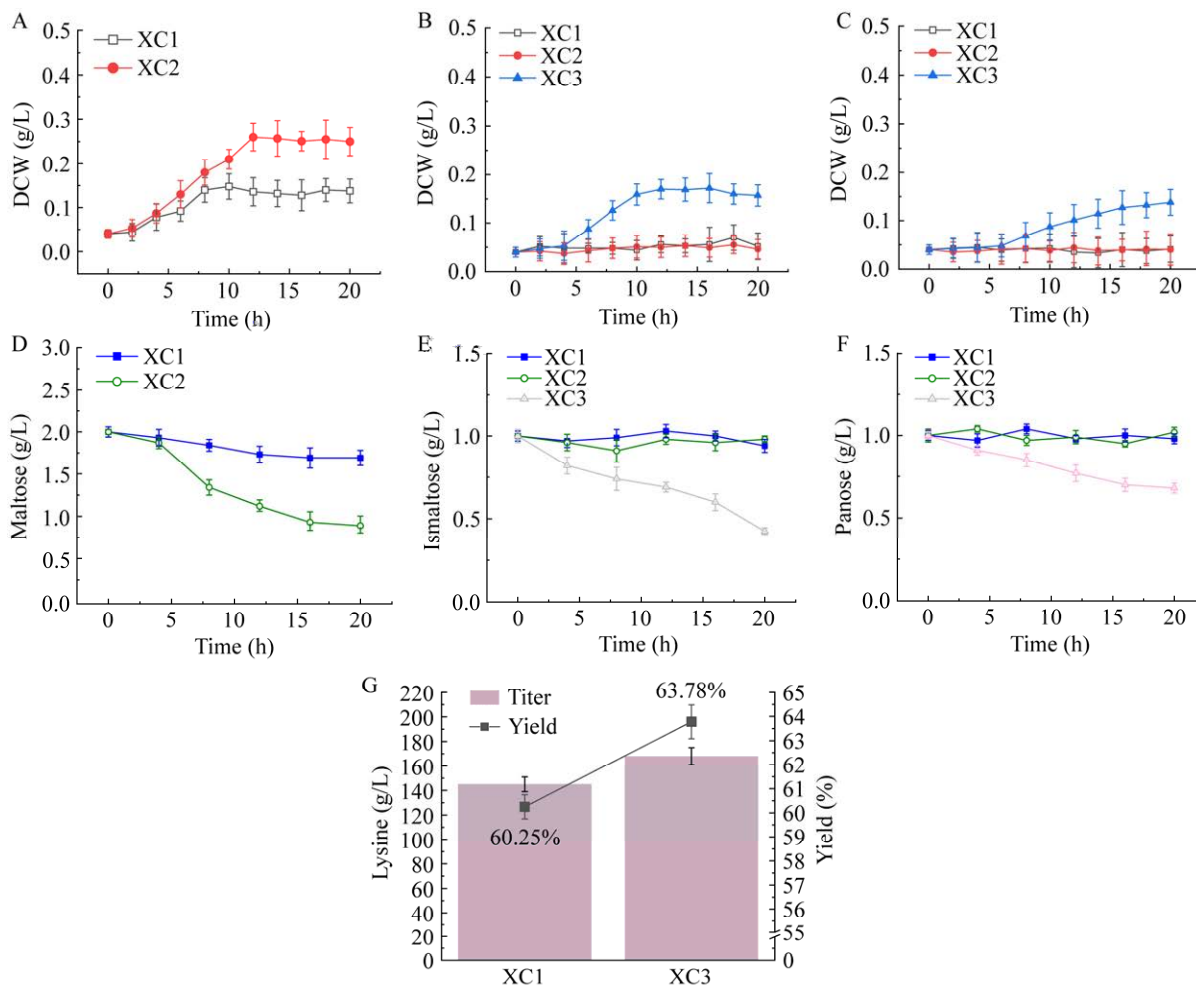 A
XC1
XC2
DCW (g/L)
0.5
0.4
0.3
0.2
0.1
0.0
0 5 10 15 20
Time (h)
B
XC1
XC2
XC3
DCW (g/L)
0.5
0.4
0.3
0.2
0.1
0.0
0 5 10 15 20
Time (h)
C
XC1
XC2
XC3
DCW (g/L)
0.5
0.4
0.3
0.2
0.1
0.0
0 5 10 15 20
Time (h)
D
XC1
XC2
Maltose (g/L)
3.0
2.5
2.0
1.5
1.0
0.5
0.0
0 5 10 15 20
Time (h)
E
XC1
XC2
XC3
Ismaltose (g/L)
1.5
1.0
0.5
0.0
0 5 10 15 20
Time (h)
F
XC1
XC2
XC3
Panose (g/L)
1.5
1.0
0.5
0.0
0 5 10 15 20
Time (h)
G
Titer
Yield
63.78%
60.25%
Lysine (g/L)
220
200
180
160
140
120
100
80
60
40
20
0
Yield (%)
65
64
63
62
61
60
59
58
57
56
55
0
XC1 XC3